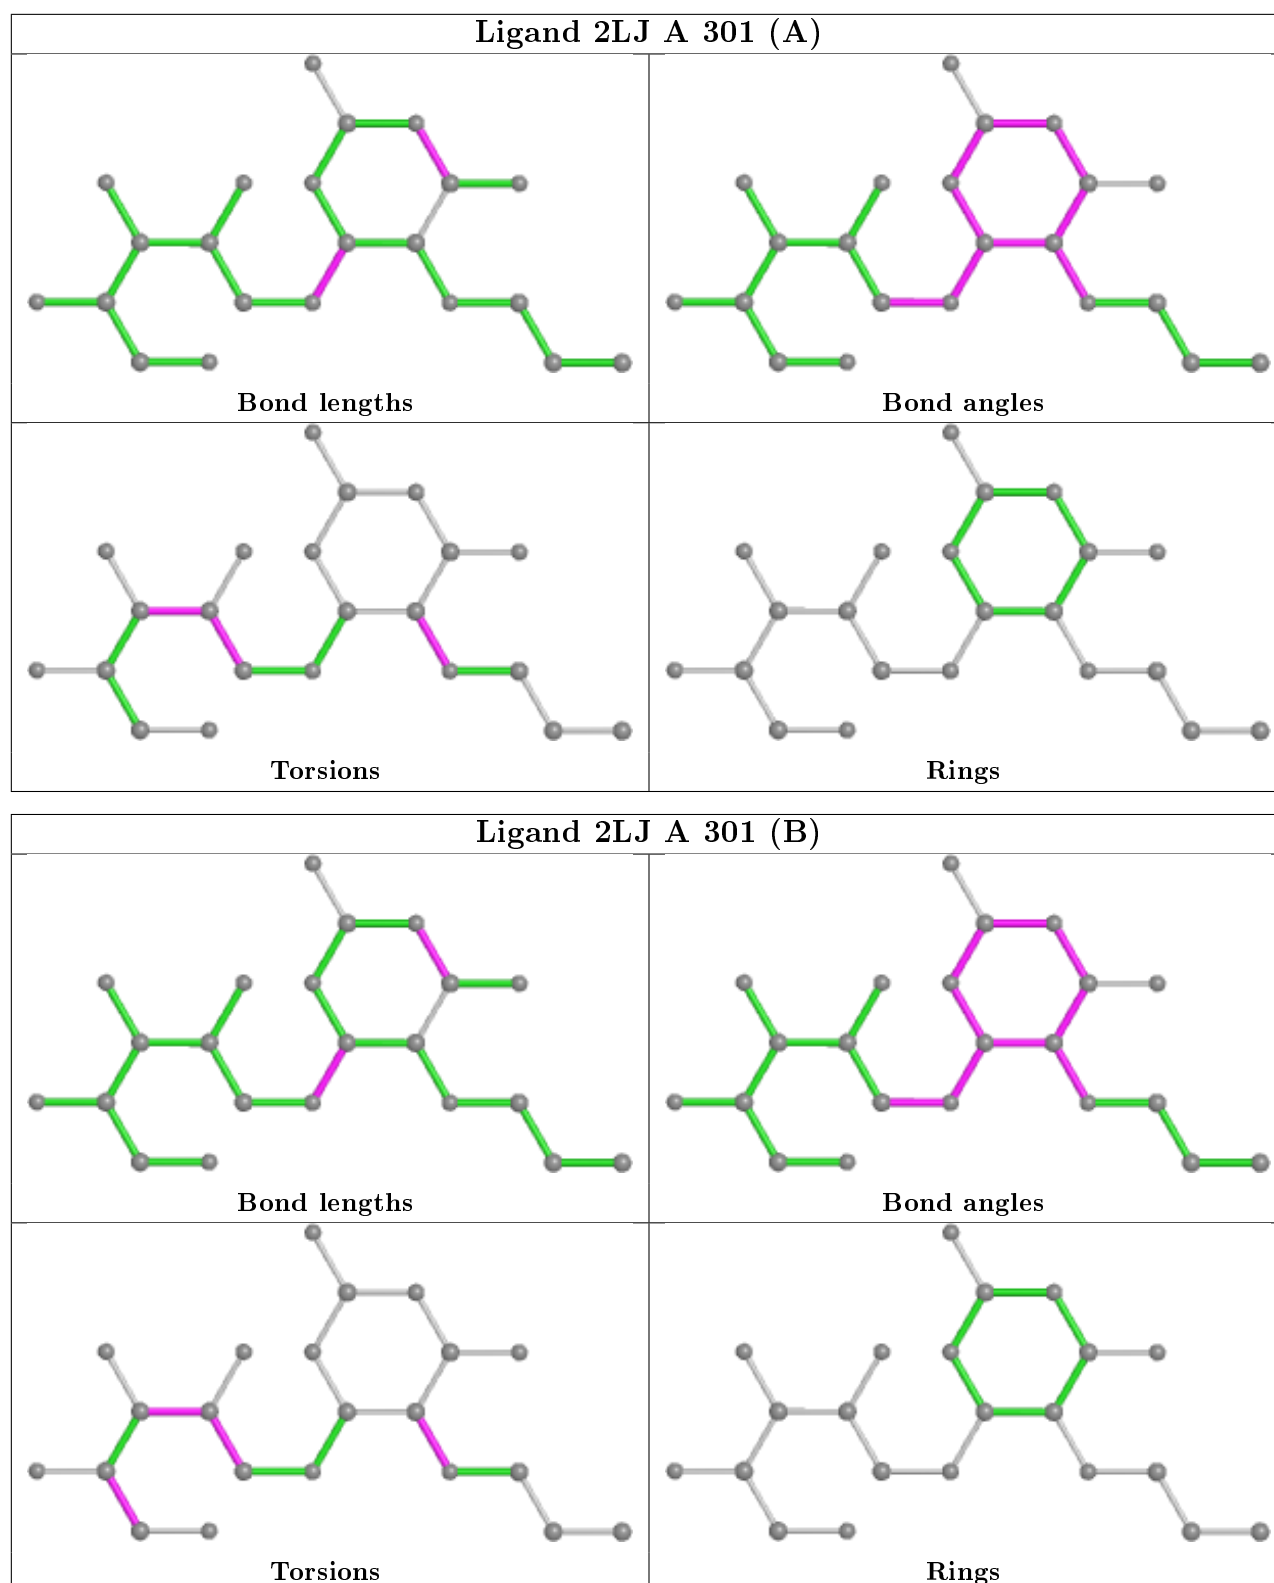 Ligand 2LJ A 301 (A)
Bond lengths
Bond angles
Torsions
Rings
Ligand 2LJ A 301 (B)
Bond lengths
Bond angles
Torsions
Rings